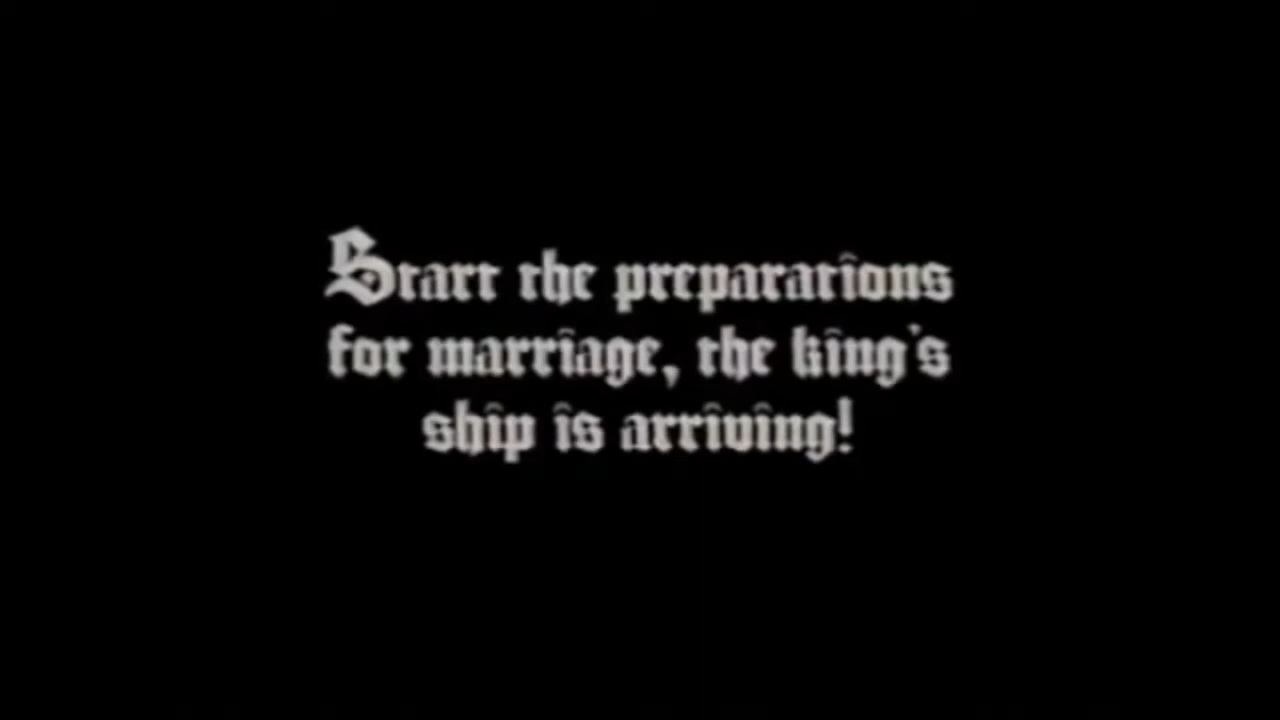 Start the preparations
for marriage, the king's
ship is arriving!